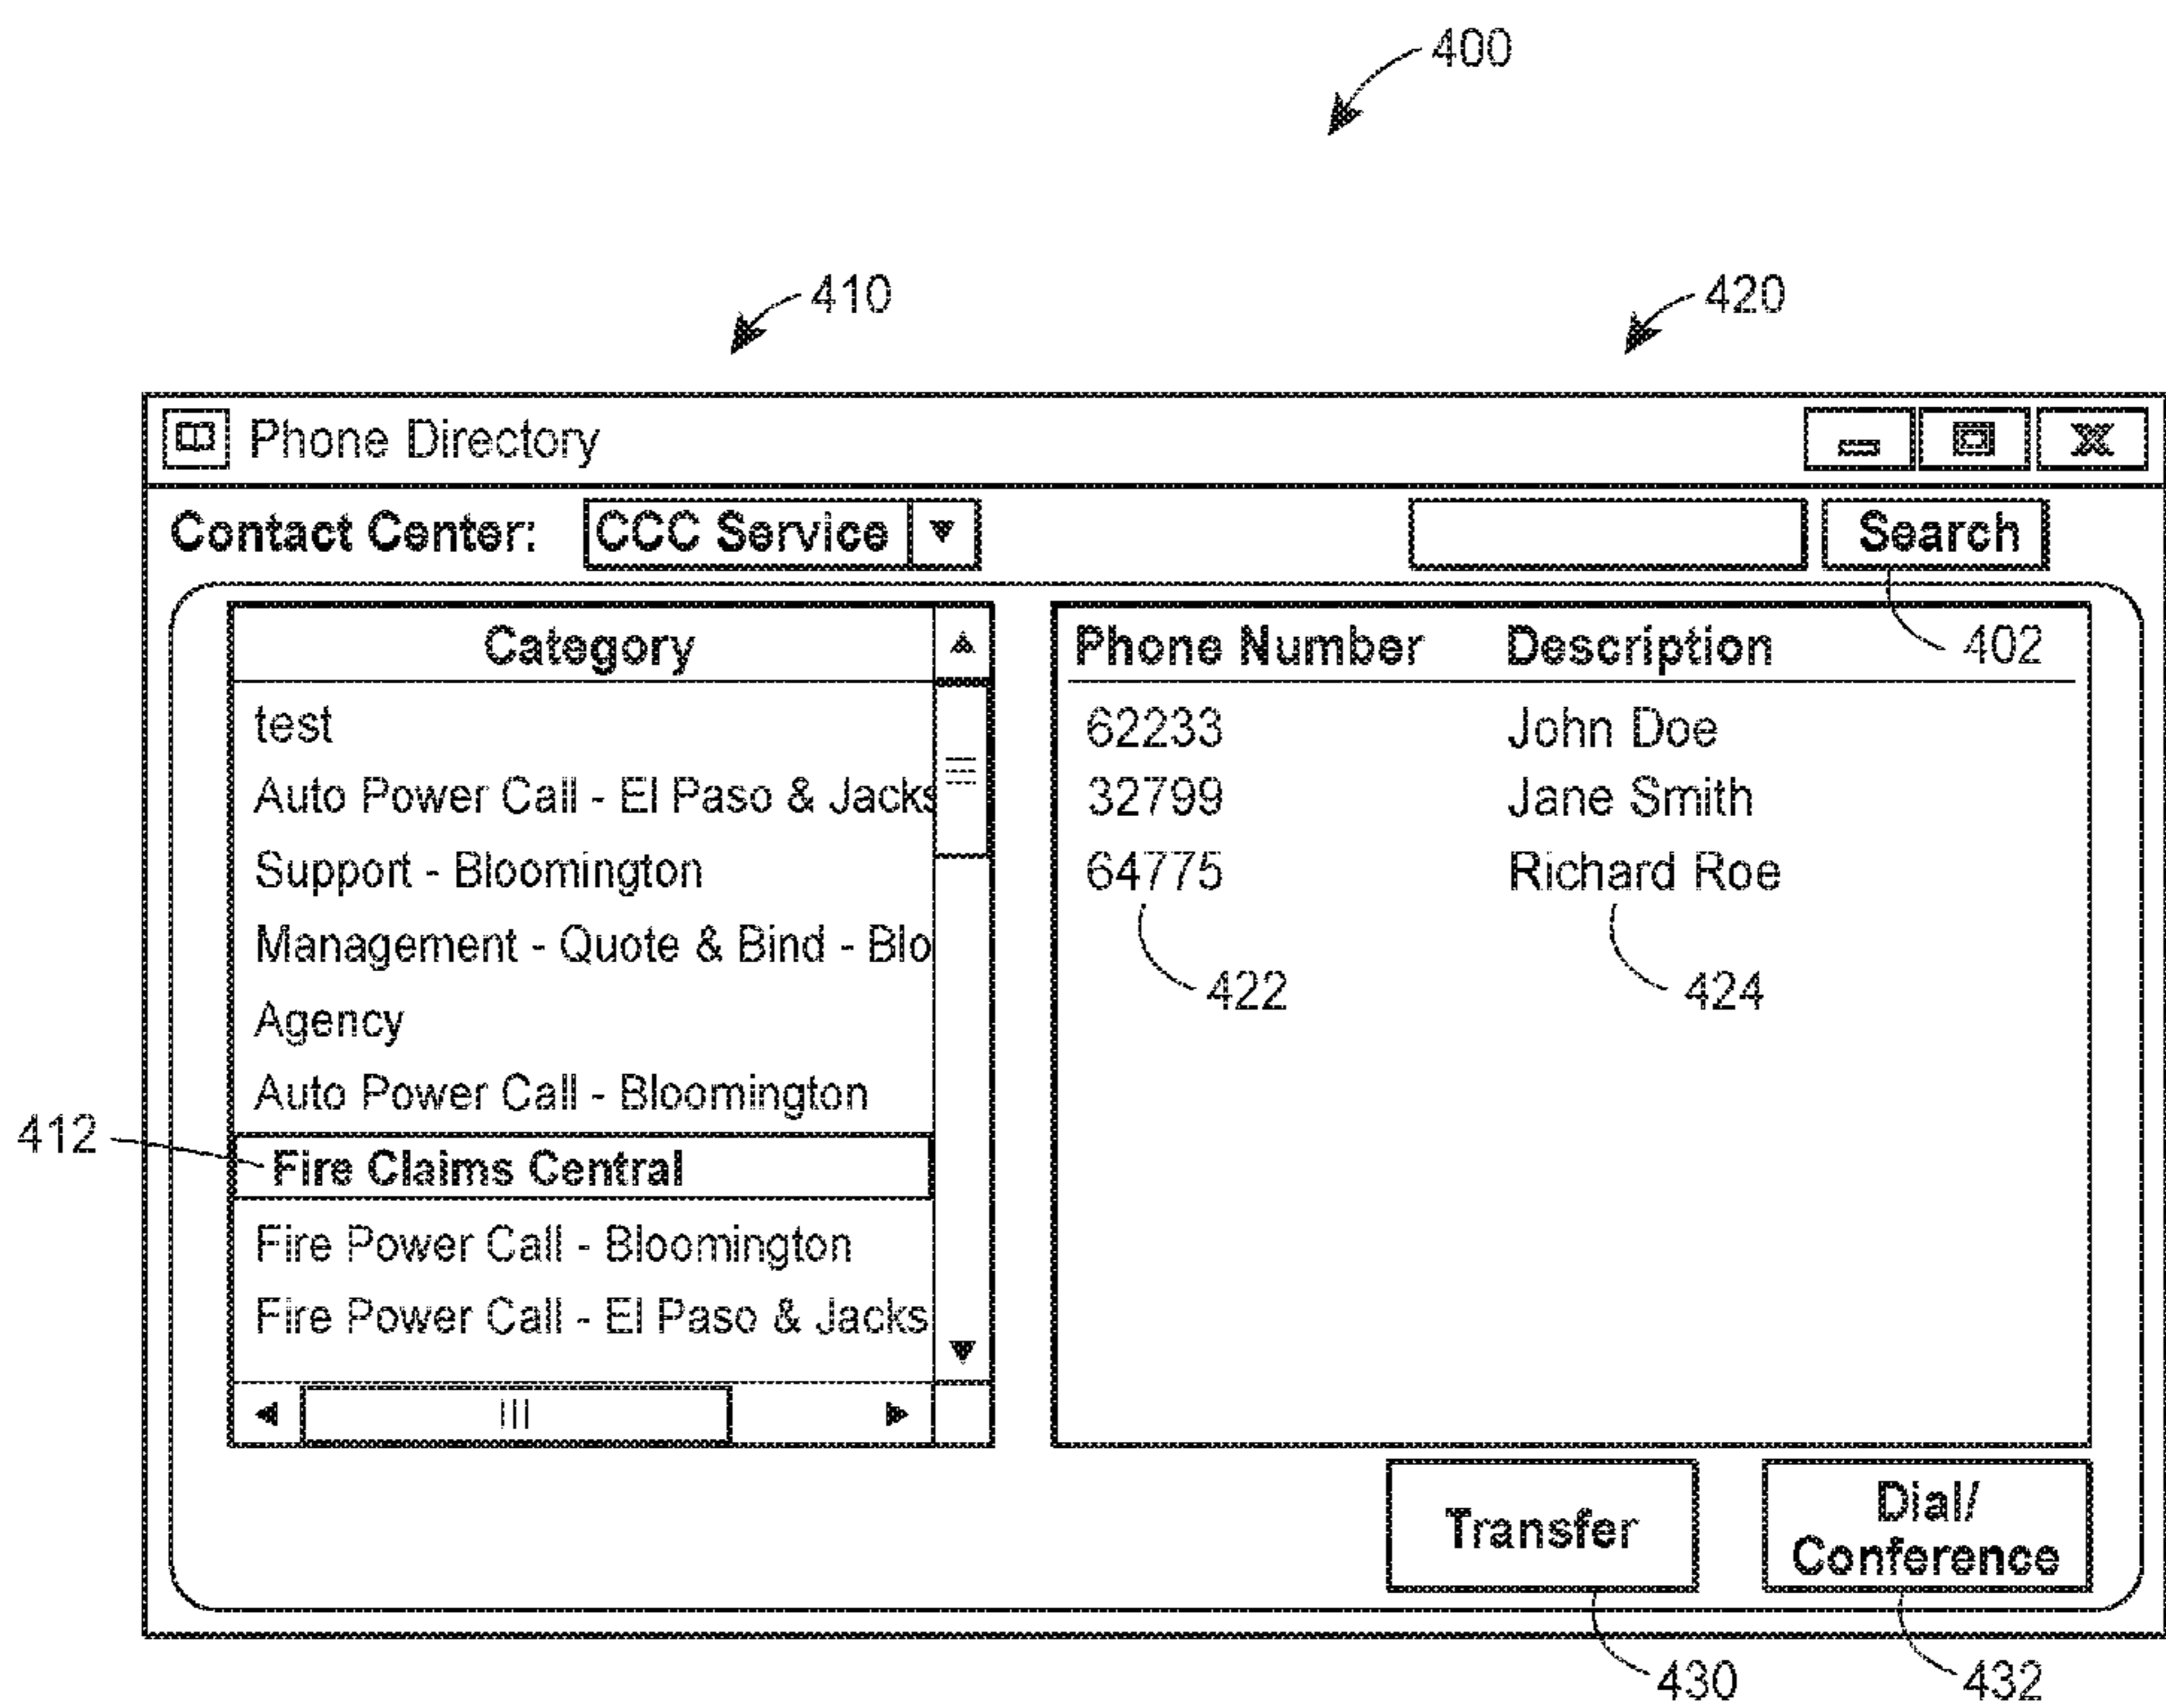 400
410
420
Phone Directory
Contact Center: CCC Service Search
402
Category
test
Auto Power Call - El Paso & Jacks
Support - Bloomington
Management - Quote & Bind - Blo
Agency
Auto Power Call - Bloomington
412
Fire Claims Central
Fire Power Call - Bloomington
Fire Power Call - El Paso & Jacks
Phone Number Description
62233 John Doe
32799 Jane Smith
64775 Richard Roe
422 424
Transfer
Dial/
Conference
430 432